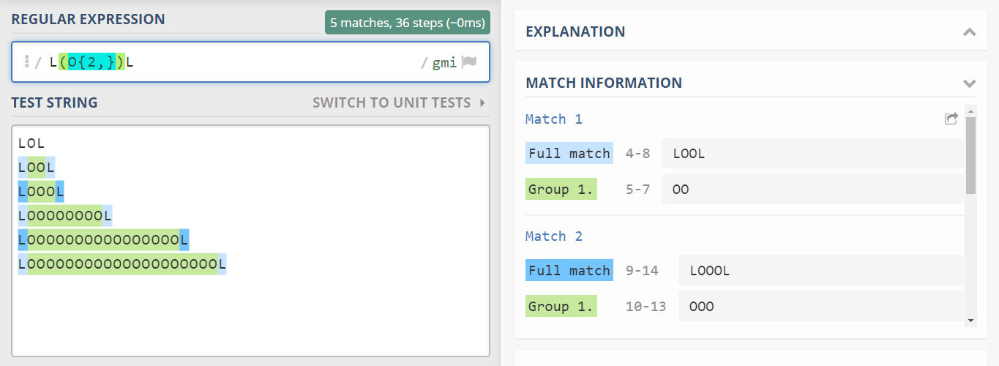 REGULAR EXPRESSION
5 matches, 36 steps (~0ms)
/ L(O{2,})L / gmi
TEST STRING
SWITCH TO UNIT TESTS
LOL
LOOL
LOOOL
LOOOOOOOOL
LOOOOOOOOOOOOOOOOL
LOOOOOOOOOOOOOOOOOOOOL
EXPLANATION
MATCH INFORMATION
Match 1
Full match 4-8 LOOL
Group 1. 5-7 OO
Match 2
Full match 9-14 LOOOL
Group 1. 10-13 OOO